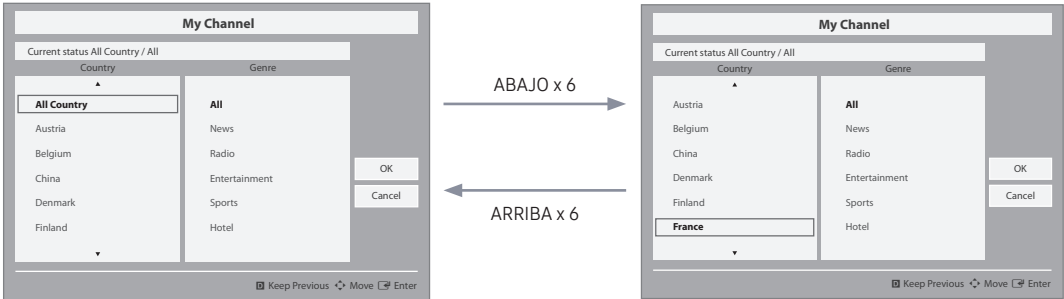 My Channel
Current status All Country / All
Country Genre
All Country All
Austria News
Belgium Radio
China Entertainment
Denmark Sports
Finland Hotel
OK
Cancel
D Keep Previous Move Enter
ABAJO x 6
ARRIBA x 6
My Channel
Current status All Country / All
Country Genre
Austria All
Belgium News
China Radio
Denmark Entertainment
Finland Sports
France Hotel
OK
Cancel
D Keep Previous Move Enter